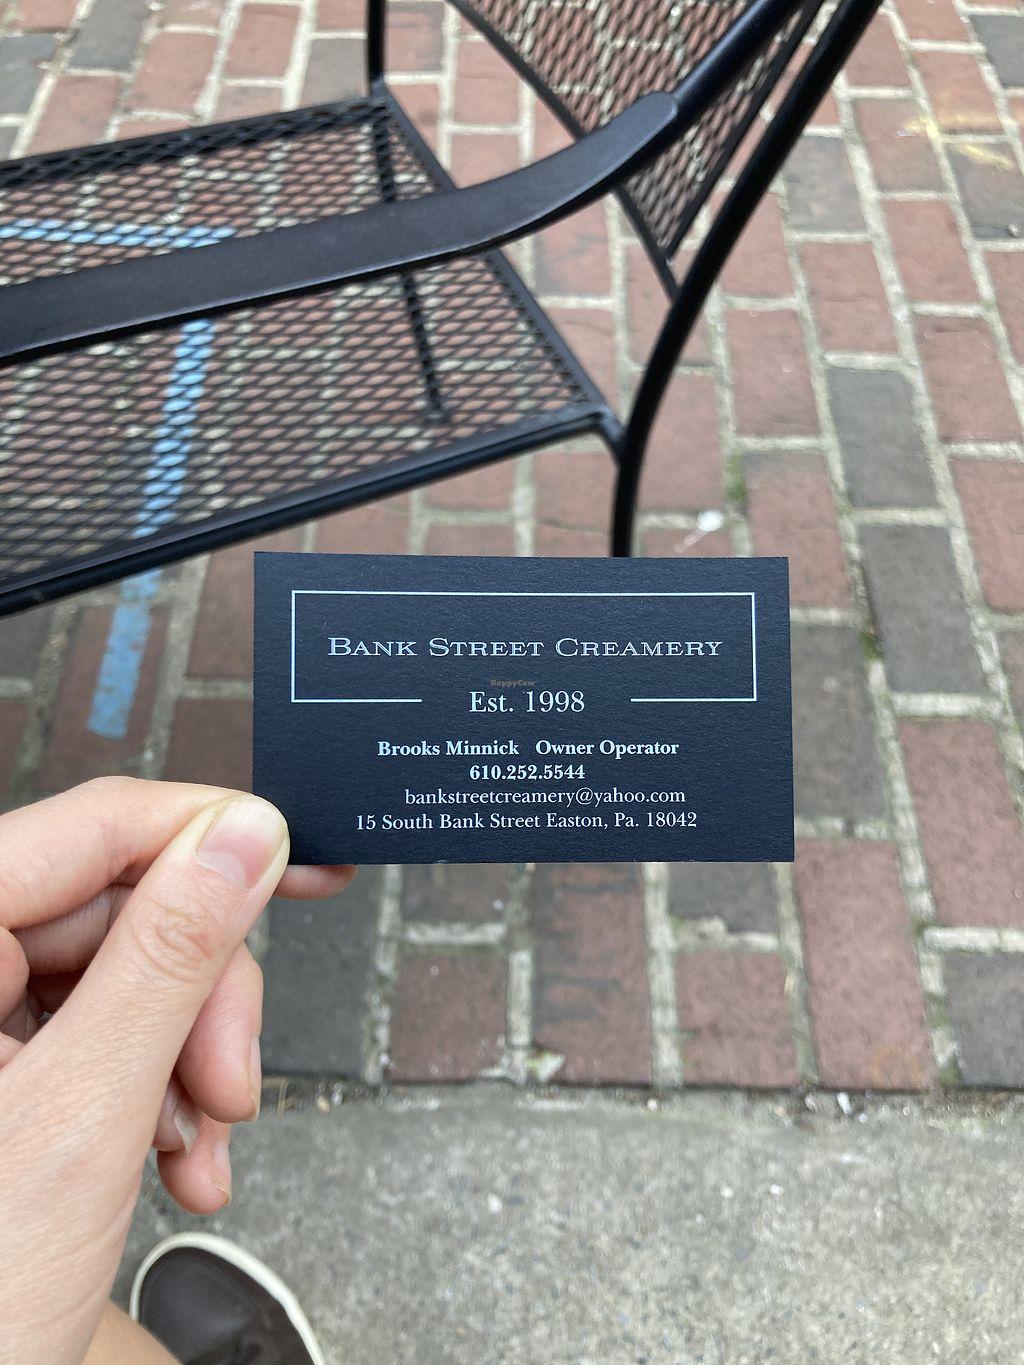 BANK STREET CREAMERY
HappyCow
Est. 1998
Brooks Minnick Owner Operator
610.252.5544
bankstreetcreamery@yahoo.com
15 South Bank Street Easton, Pa. 18042